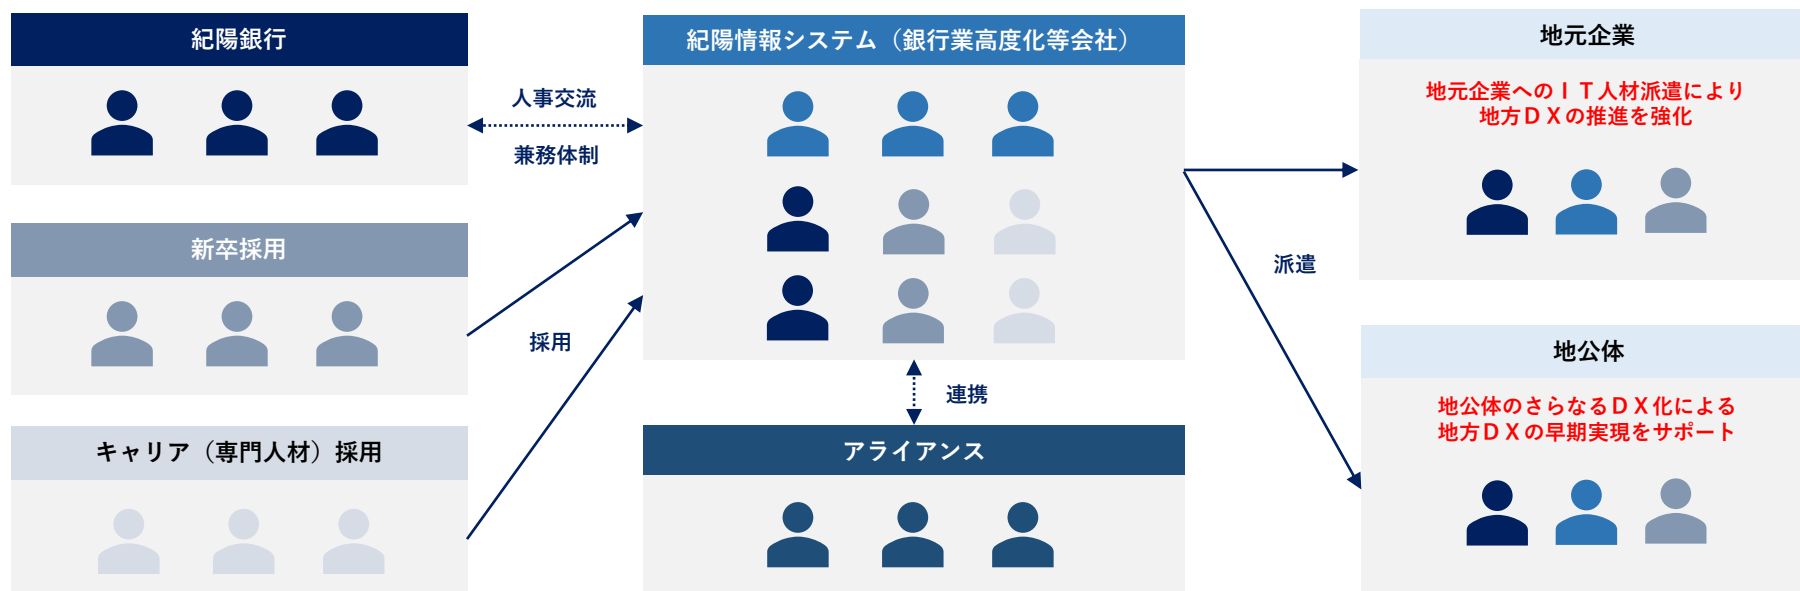 紀陽銀行
人事交流
兼務体制
新卒採用
採用
キャリア（専門人材）採用
紀陽情報システム（銀行業高度化等会社）
連携
アライアンス
派遣
地元企業
地元企業へのＩＴ人材派遣により
地方ＤＸの推進を強化
地公体
地公体のさらなるＤＸ化による
地方ＤＸの早期実現をサポート